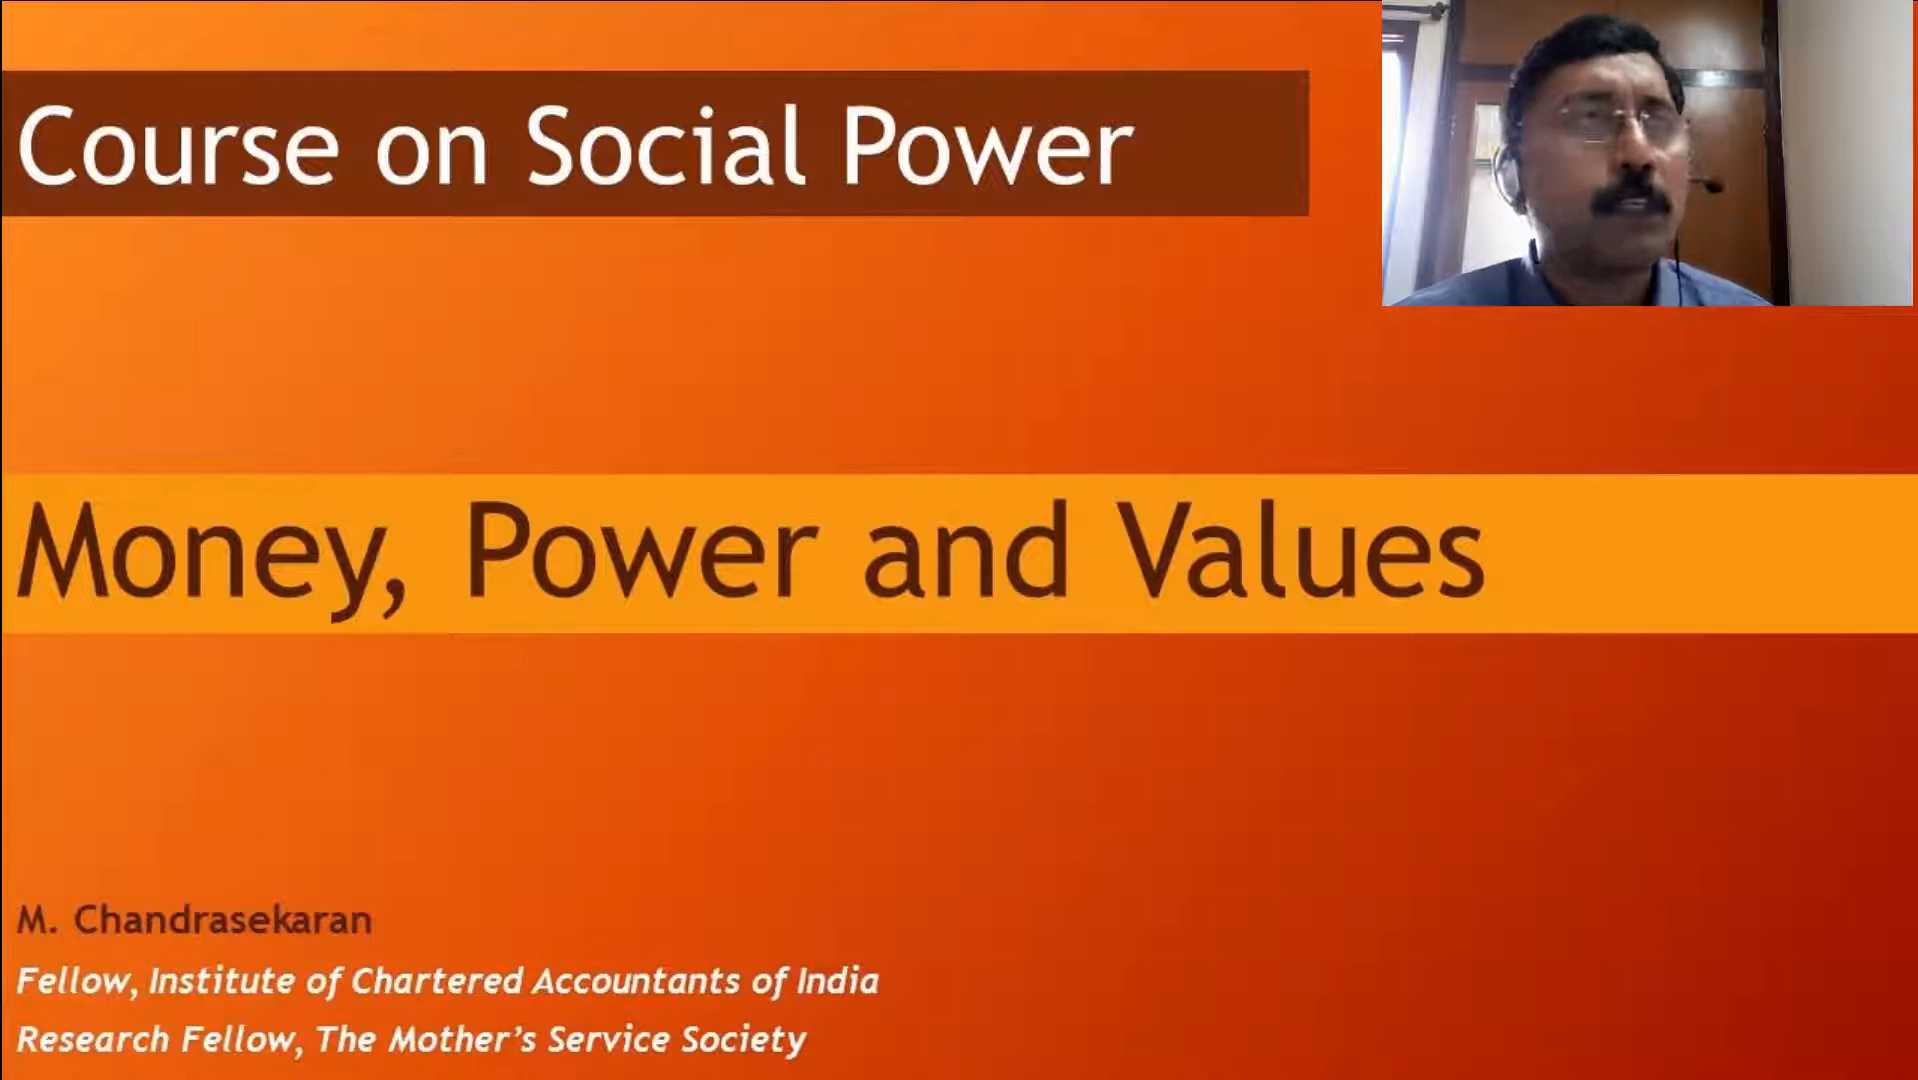 Course on Social Power
Money, Power and Values
M. Chandrasekaran
Fellow, Institute of Chartered Accountants of India
Research Fellow, The Mother’s Service Society